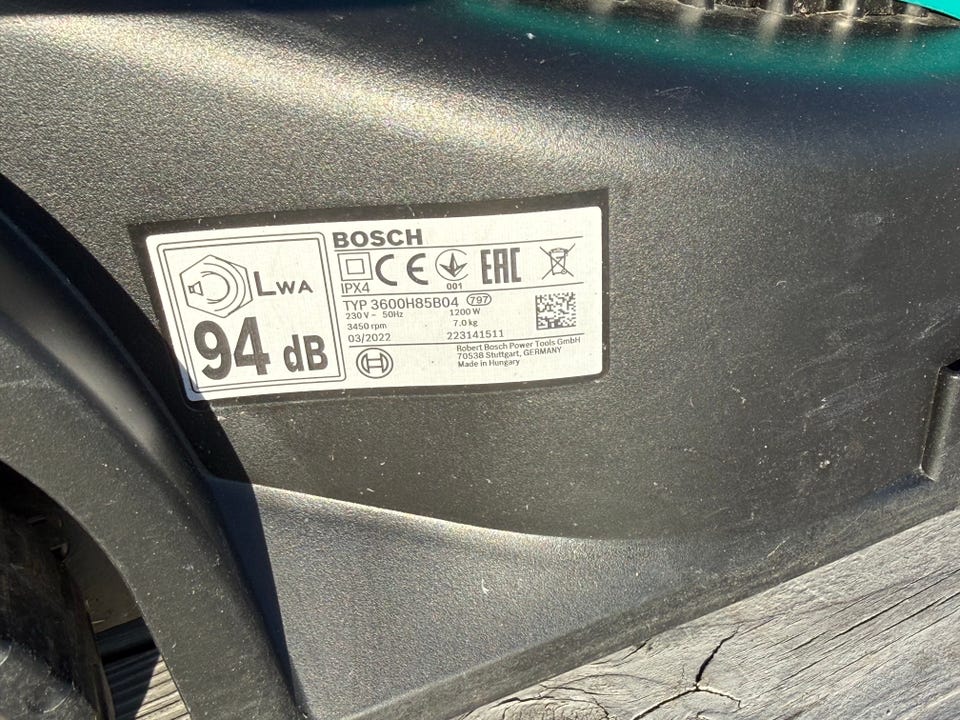 LWA
94 dB
BOSCH
CE EAC
IPX4 001
TYP 3600H85B04 797
230 V ~ 50Hz 1200 W
3450 rpm 7.0 kg
03/2022 223141511
Robert Bosch Power Tools GmbH
70538 Stuttgart, GERMANY
Made in Hungary